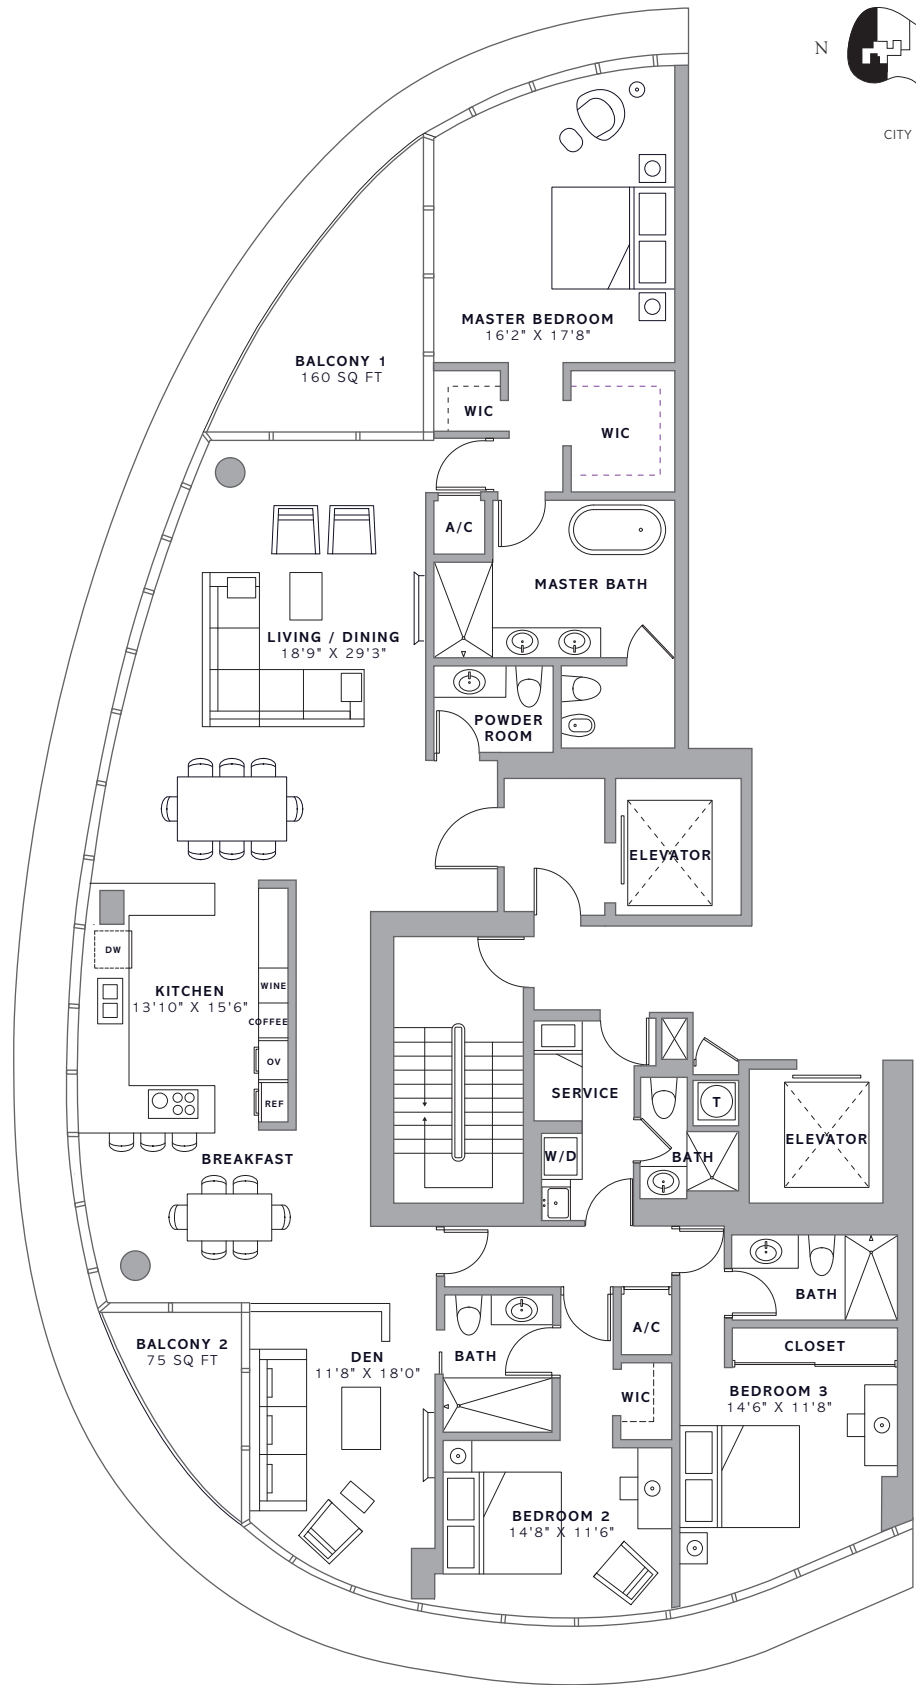 N
CITY
MASTER BEDROOM
16'2" X 17'8"
BALCONY 1
160 SQ FT
WIC
WIC
A/C
MASTER BATH
LIVING / DINING
18'9" X 29'3"
POWDER
ROOM
ELEVATOR
DW
KITCHEN
13'10" X 15'6"
WINE
COFFEE
OV
REF
SERVICE
T
W/D
BATH
ELEVATOR
BREAKFAST
BATH
A/C
CLOSET
BALCONY 2
75 SQ FT
DEN
11'8" X 18'0"
BATH
WIC
BEDROOM 3
14'6" X 11'8"
BEDROOM 2
14'8" X 11'6"